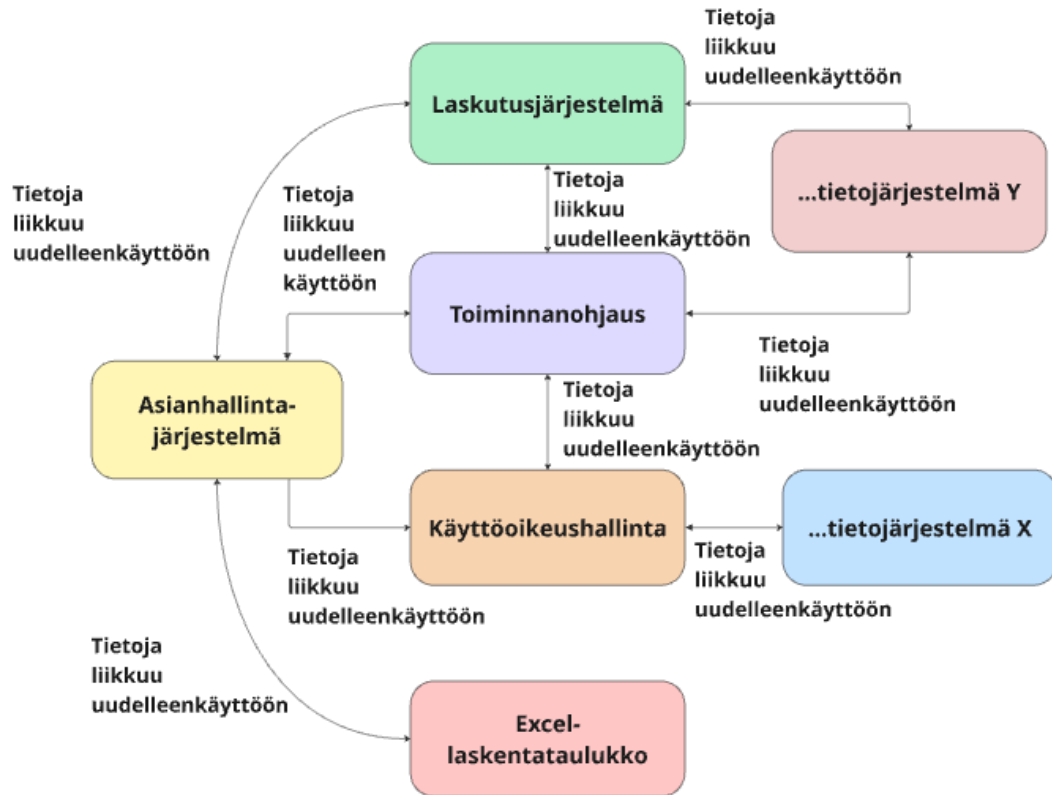 Tietoja
liikkuu
uudelleenkäyttöön
Laskutusjärjestelmä
...tietojärjestelmä Y
Tietoja
liikkuu
uudelleenkäyttöön
Tietoja
liikkuu
uudelleen
käyttöön
Tietoja
liikkuu
uudelleenkäyttöön
Toiminnanohjaus
Tietoja
liikkuu
uudelleenkäyttöön
Asianhallinta-
järjestelmä
Tietoja
liikkuu
uudelleenkäyttöön
Käyttöoikeushallinta
...tietojärjestelmä X
Tietoja
liikkuu
uudelleenkäyttöön
Tietoja
liikkuu
uudelleenkäyttöön
Tietoja
liikkuu
uudelleenkäyttöön
Excel-
laskentataulukko